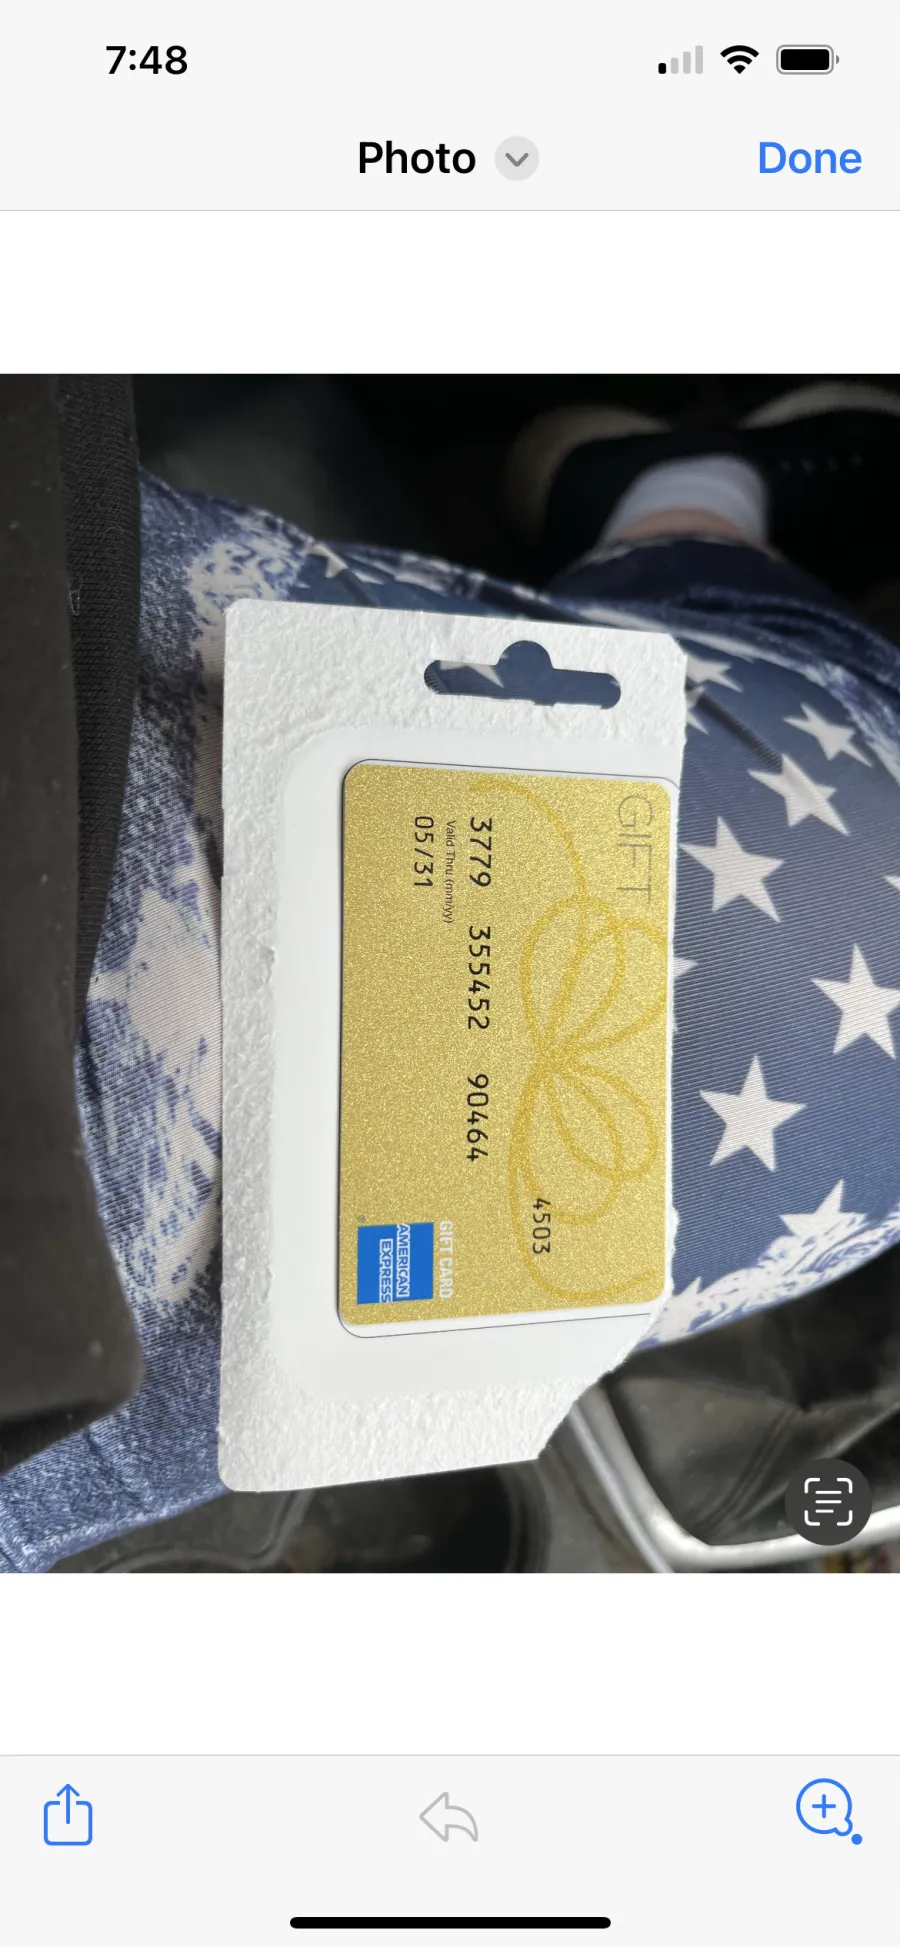 7:48
Photo
Done
GIFT
4503
3779 355452 90464
Valid Thru (mm/yy)
05/31
GIFT CARD
AMERICAN
EXPRESS